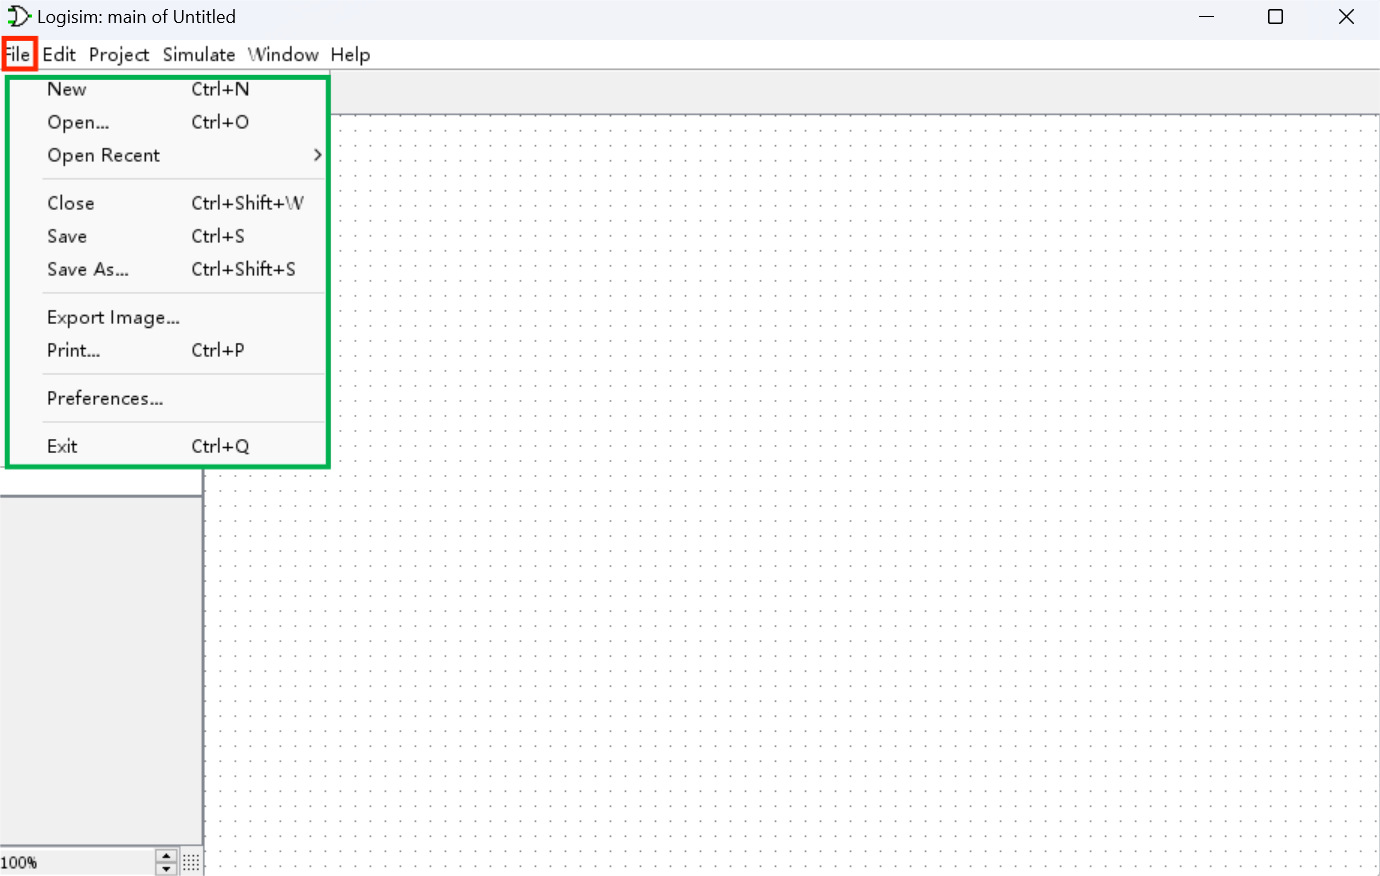 Logisim: main of Untitled
File Edit Project Simulate Window Help
New Ctrl+N
Open... Ctrl+O
Open Recent
Close Ctrl+Shift+W
Save Ctrl+S
Save As... Ctrl+Shift+S
Export Image...
Print... Ctrl+P
Preferences...
Exit Ctrl+Q
100%